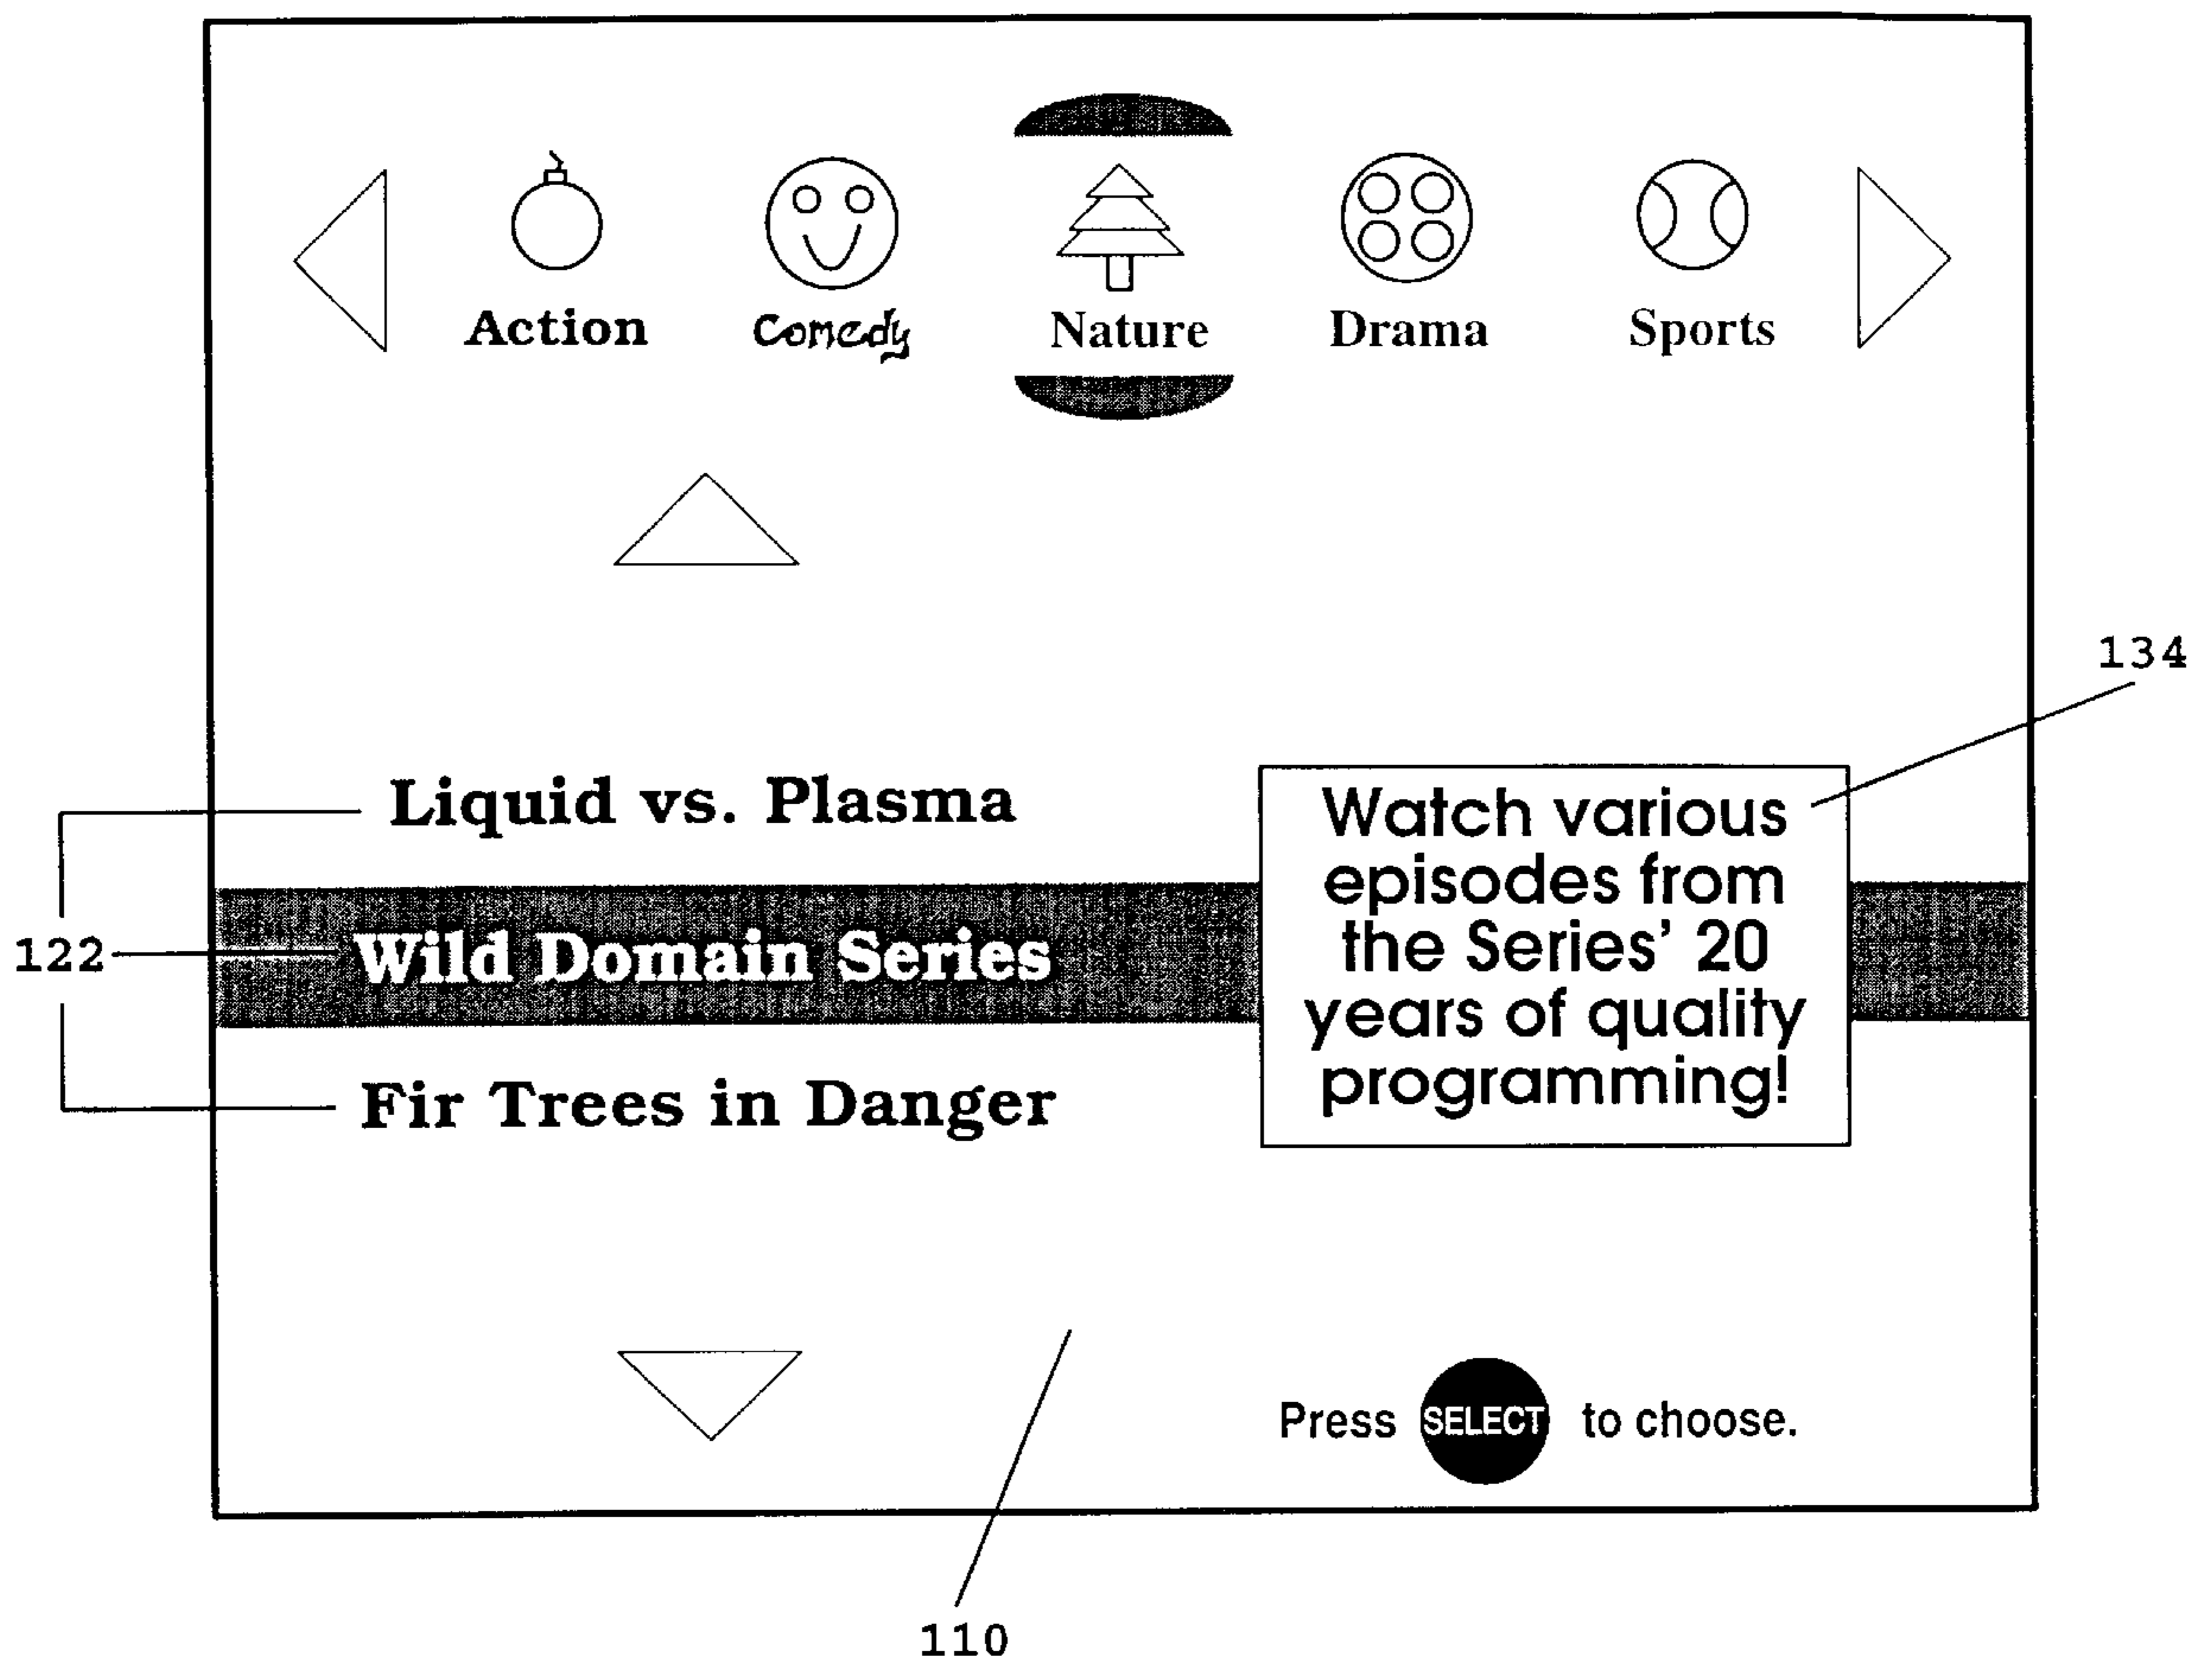 Action Comedy Nature Drama Sports
134
Liquid vs. Plasma
122
Wild Domain Series
Fir Trees in Danger
Watch various
episodes from
the Series' 20
years of quality
programming!
Press SELECT to choose.
110